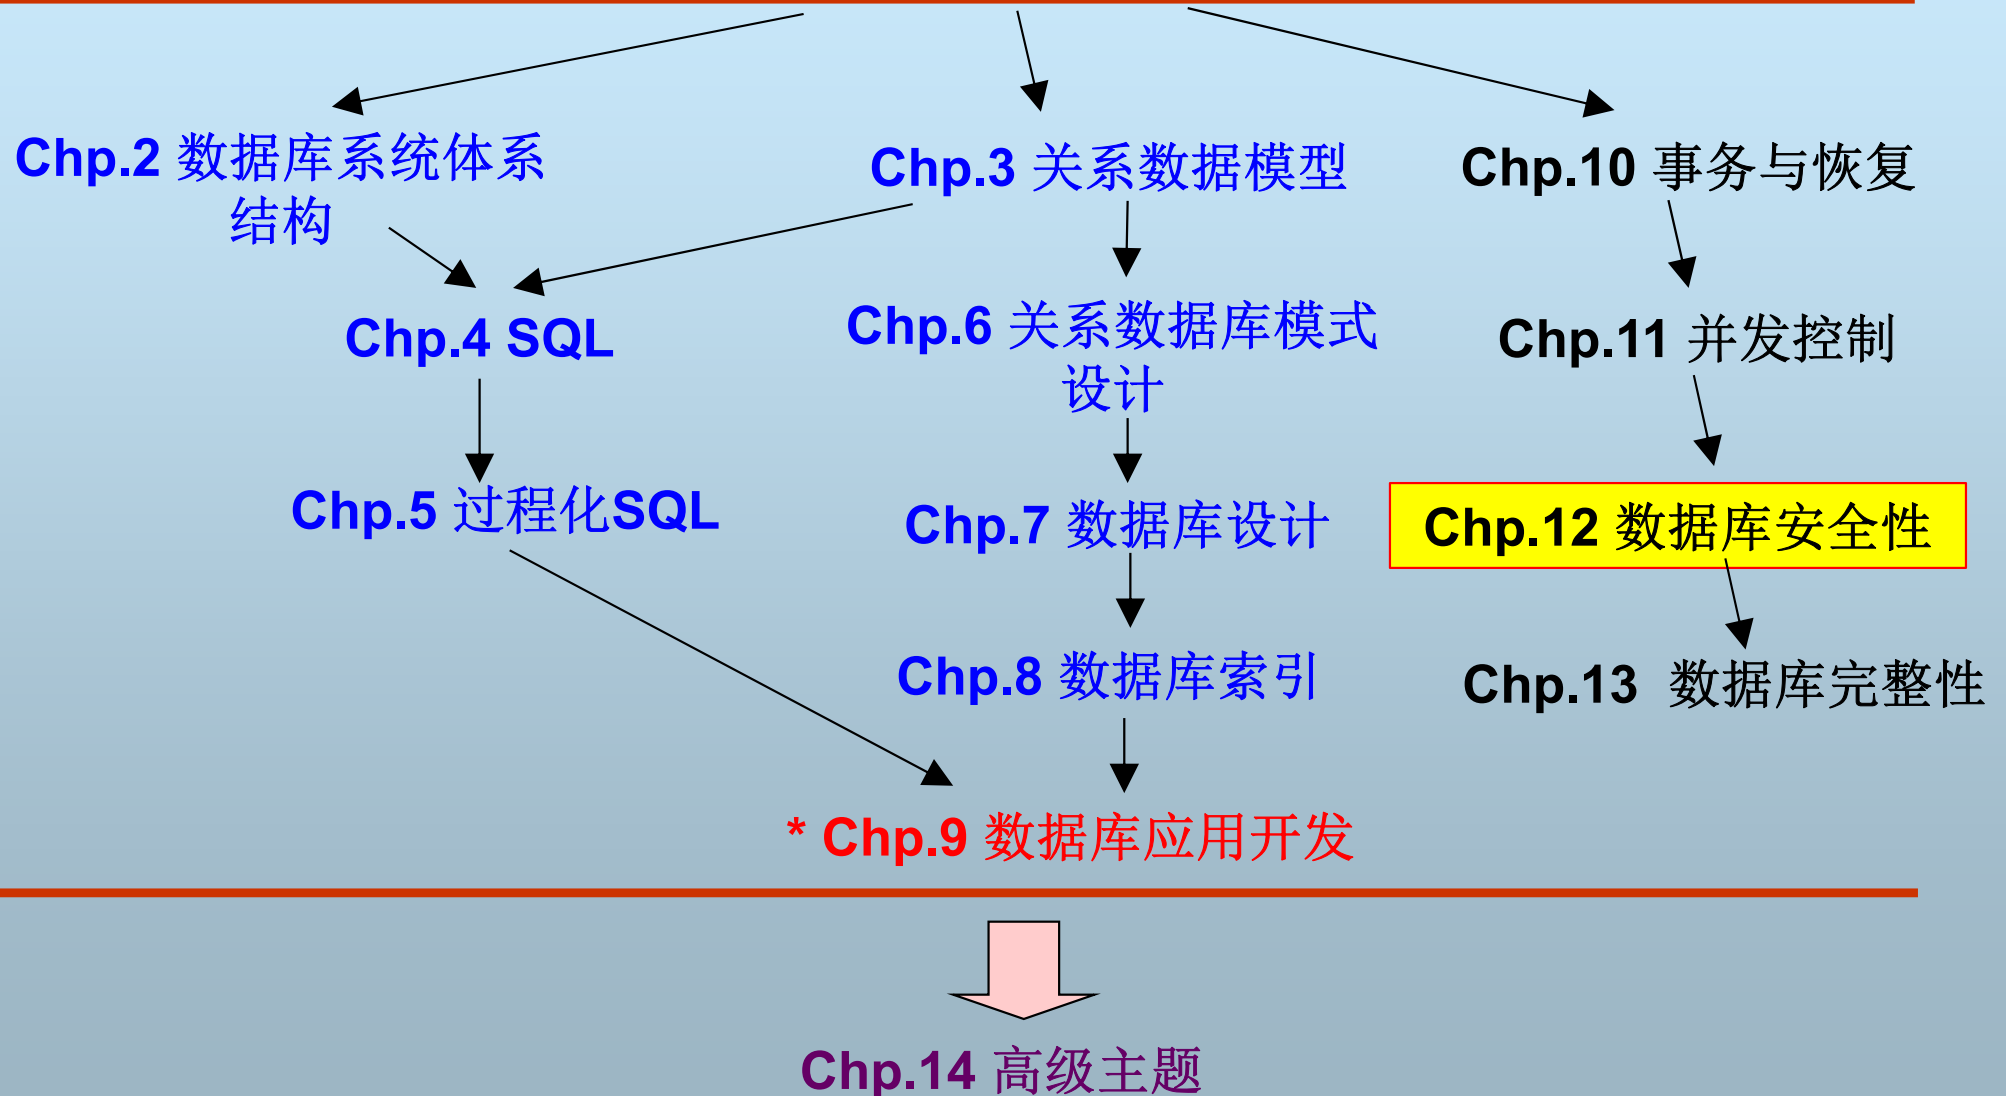 Chp.2 数据库系统体系
结构
Chp.3 关系数据模型
Chp.10 事务与恢复
Chp.4 SQL
Chp.6 关系数据库模式
设计
Chp.11 并发控制
Chp.5 过程化SQL
Chp.7 数据库设计
Chp.12 数据库安全性
Chp.8 数据库索引
Chp.13 数据库完整性
* Chp.9 数据库应用开发
Chp.14 高级主题